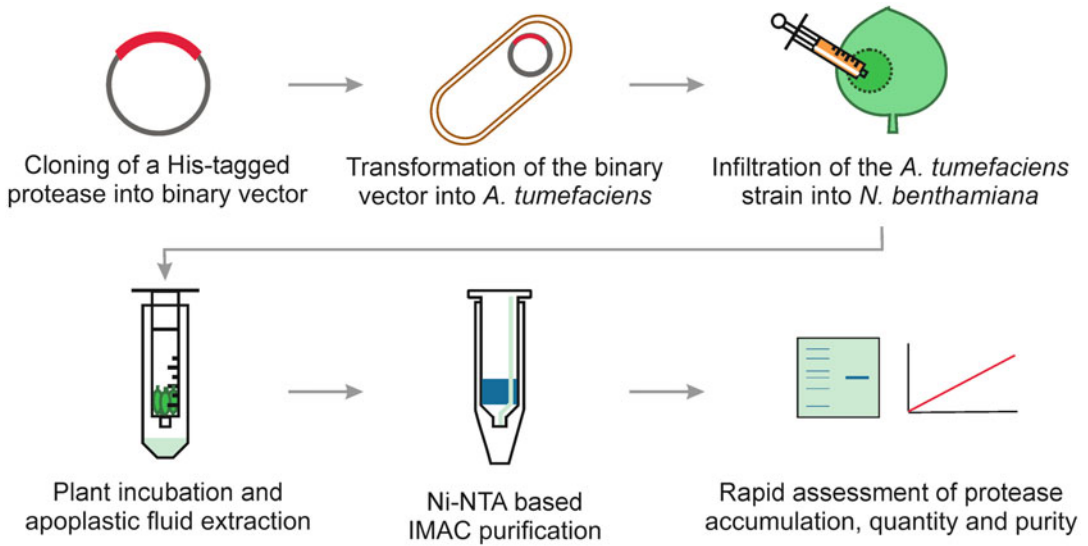 Cloning of a His-tagged
protease into binary vector
Transformation of the binary
vector into A. tumefaciens
Infiltration of the A. tumefaciens
strain into N. benthamiana
Plant incubation and
apoplastic fluid extraction
Ni-NTA based
IMAC purification
Rapid assessment of protease
accumulation, quantity and purity